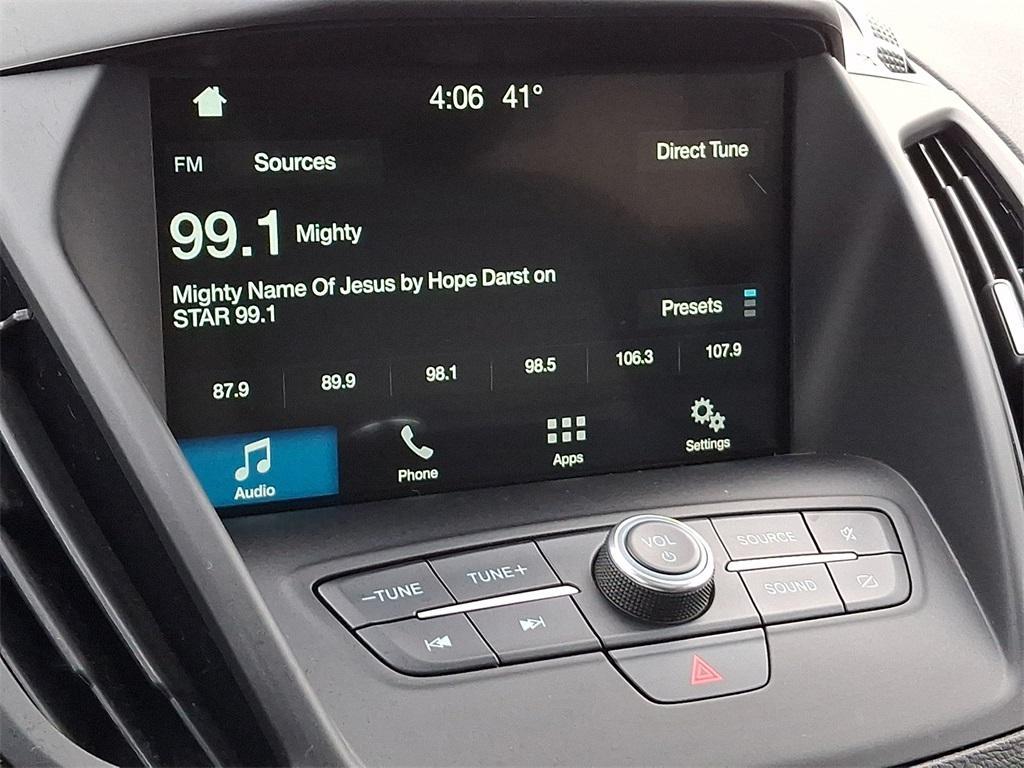 4:06 41°
FM Sources Direct Tune
99.1 Mighty
Mighty Name Of Jesus by Hope Darst on
STAR 99.1
Presets
87.9 89.9 98.1 98.5 106.3 107.9
Audio Phone Apps Settings
–TUNE TUNE+ VOL SOURCE
SOUND